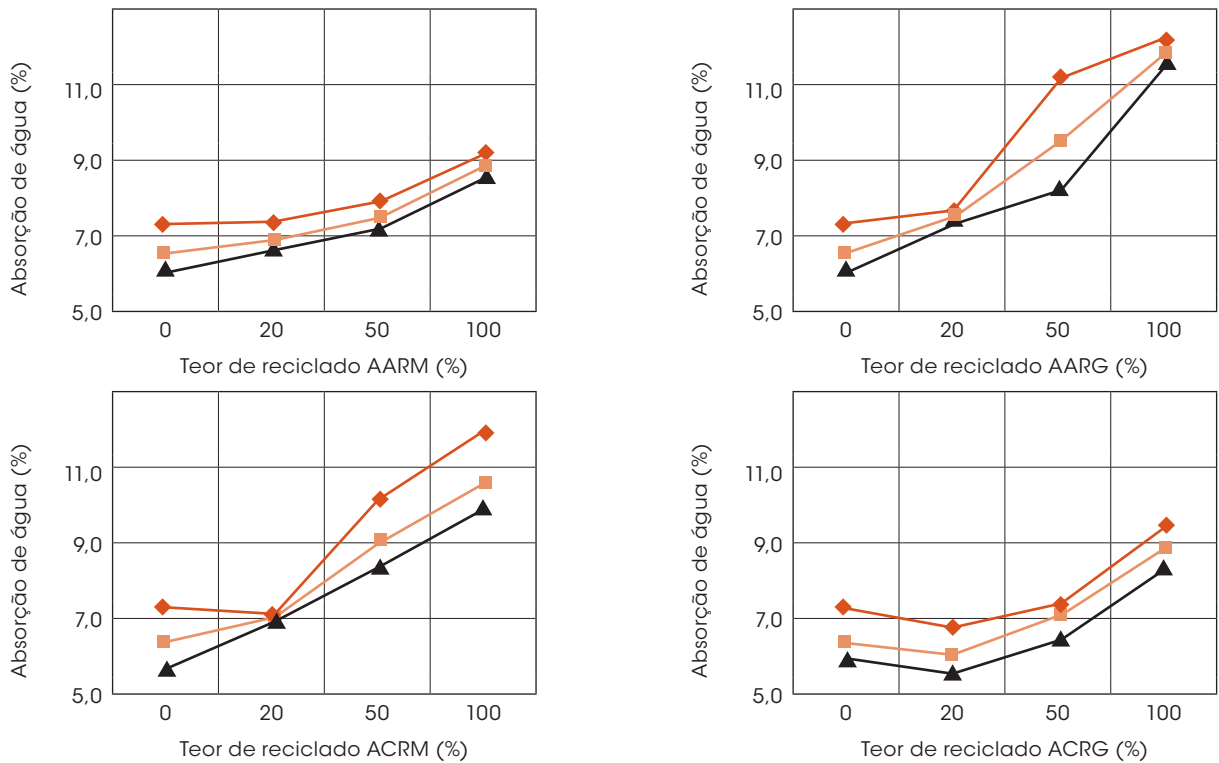 Absorção de água (%)
11,0
9,0
7,0
5,0
0 20 50 100
Teor de reciclado AARM (%)
Absorção de água (%)
11,0
9,0
7,0
5,0
0 20 50 100
Teor de reciclado AARG (%)
Absorção de água (%)
11,0
9,0
7,0
5,0
0 20 50 100
Teor de reciclado ACRM (%)
Absorção de água (%)
11,0
9,0
7,0
5,0
0 20 50 100
Teor de reciclado ACRG (%)